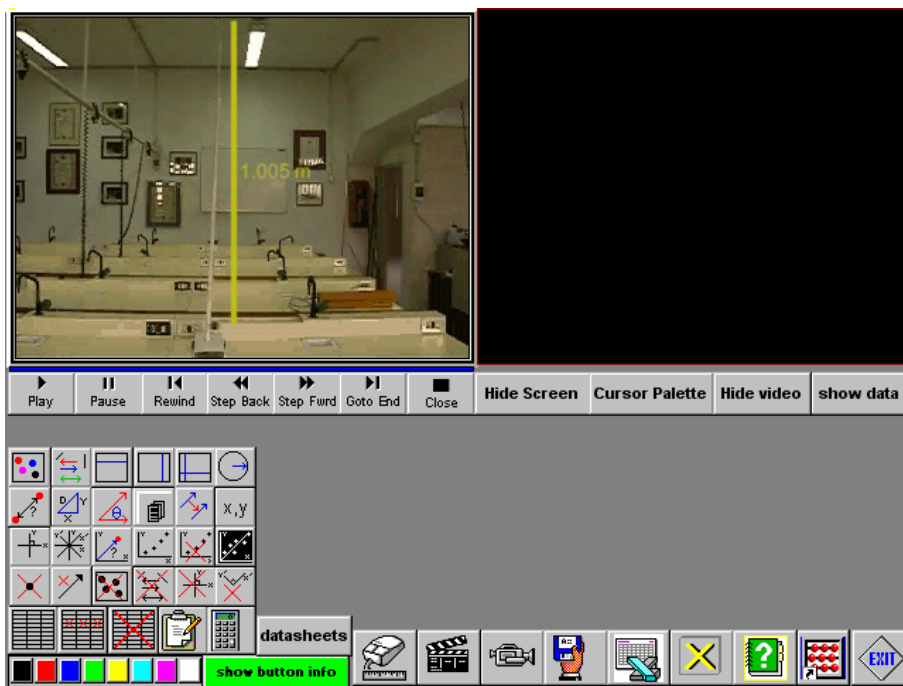 1.005 m
Play Pause Rewind Step Back Step Fwrd Goto End Close Hide Screen Cursor Palette Hide video show data
? D Y X θ x,y
Y X Y X' Y' X Y ? X Y X Y X
X X X Y X Y X'
datasheets
show button info
A: ? EXIT